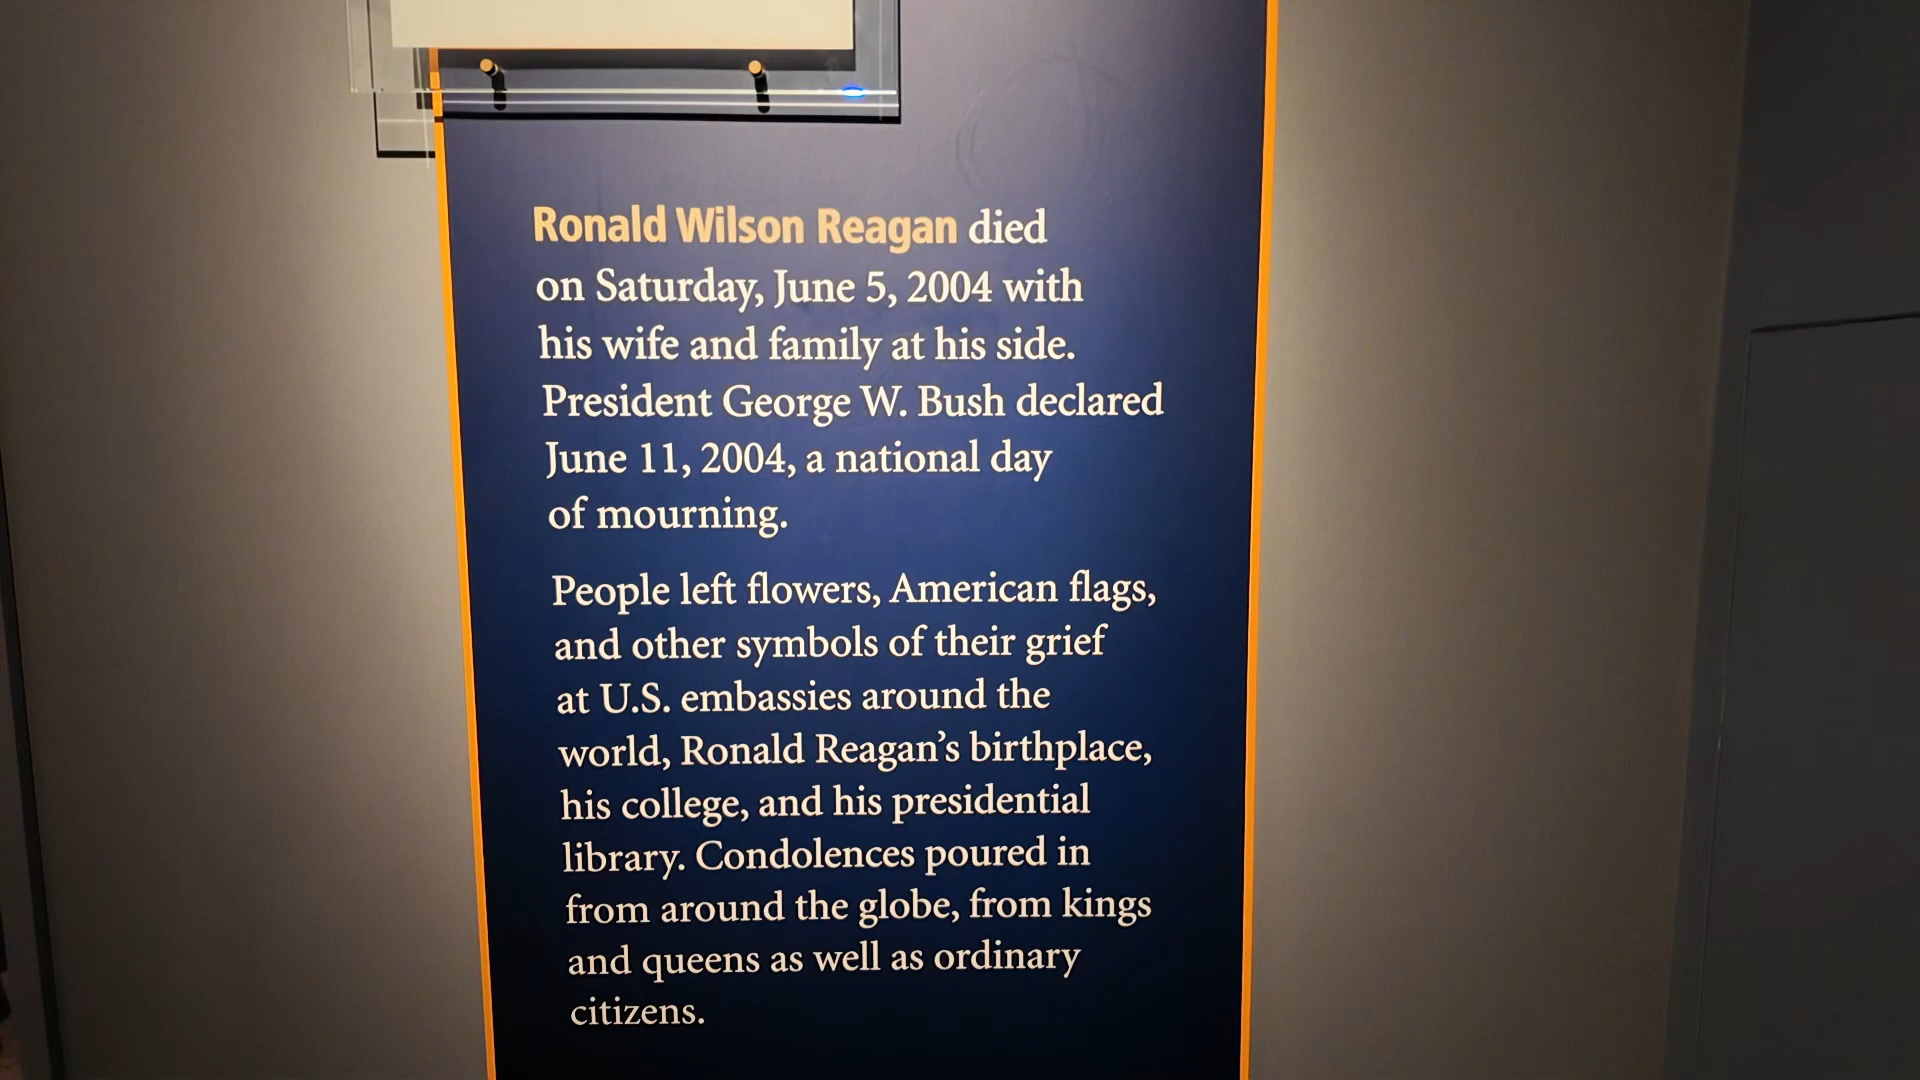 Ronald Wilson Reagan died
on Saturday, June 5, 2004 with
his wife and family at his side.
President George W. Bush declared
June 11, 2004, a national day
of mourning.
People left flowers, American flags,
and other symbols of their grief
at U.S. embassies around the
world, Ronald Reagan’s birthplace,
his college, and his presidential
library. Condolences poured in
from around the globe, from kings
and queens as well as ordinary
citizens.